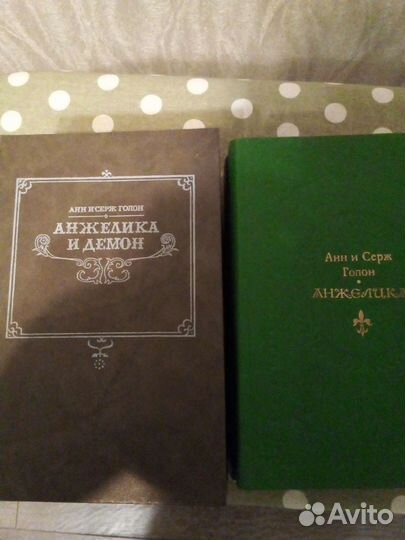 АНН И СЕРЖ ГОЛОН
АНЖЕЛИКА
И ДЕМОН
Анн и Серж
Голон
АНЖЕЛИКА
Avito